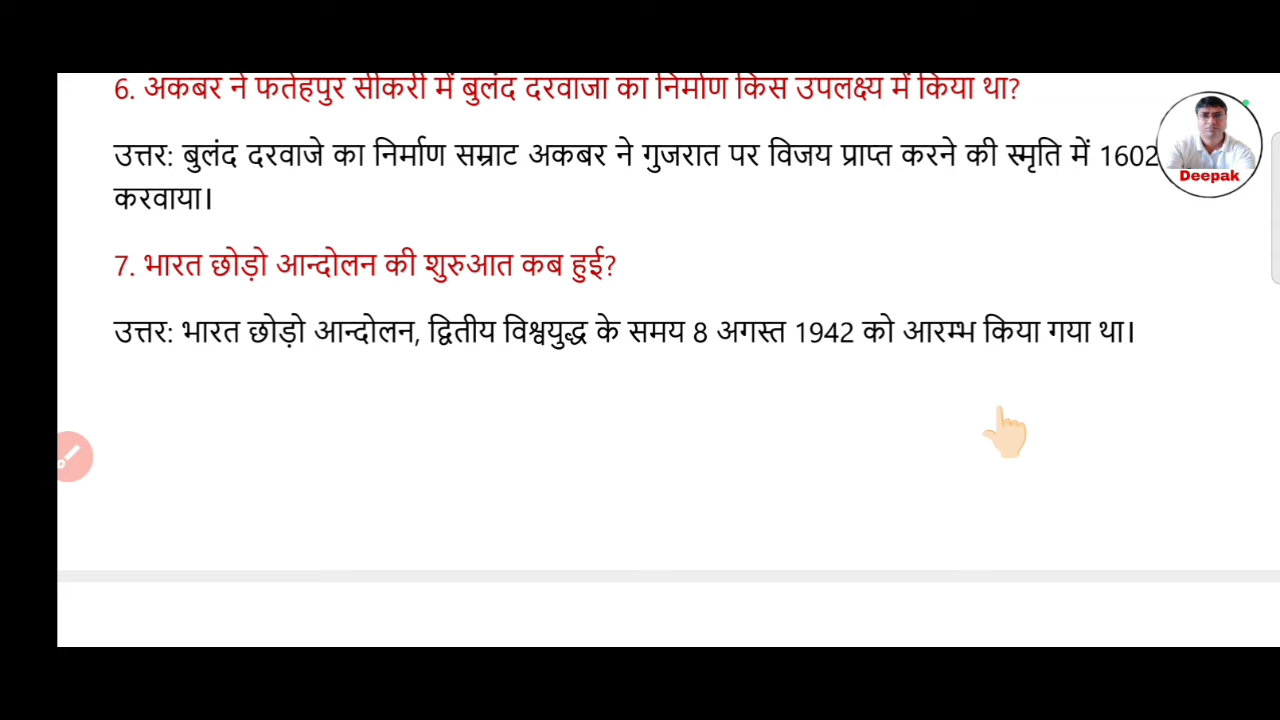 6. अकबर ने फतेहपुर सीकरी में बुलंद दरवाजा का निर्माण किस उपलक्ष्य में किया था?
उत्तर: बुलंद दरवाजे का निर्माण सम्राट अकबर ने गुजरात पर विजय प्राप्त करने की स्मृति में 1602
करवाया।
Deepak
7. भारत छोड़ो आन्दोलन की शुरुआत कब हुई?
उत्तर: भारत छोड़ो आन्दोलन, द्वितीय विश्वयुद्ध के समय 8 अगस्त 1942 को आरम्भ किया गया था।